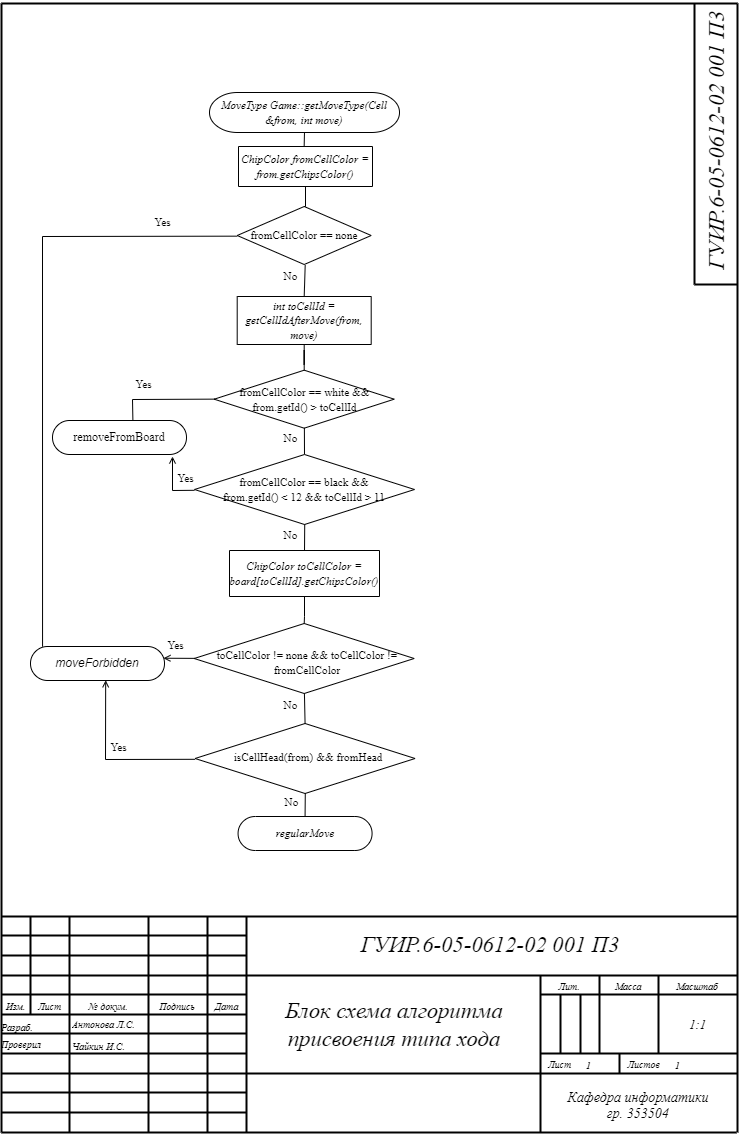 ГУИР.6-05-0612-02 001 ПЗ
MoveType Game::getMoveType(Cell
&from, int move)
ChipColor fromCellColor =
from.getChipsColor()
Yes
fromCellColor == none
No
int toCellId =
getCellIdAfterMove(from,
move)
Yes
fromCellColor == white &&
from.getId() > toCellId
removeFromBoard
No
Yes
fromCellColor == black &&
from.getId() < 12 && toCellId > 11
No
ChipColor toCellColor =
board[toCellId].getChipsColor()
Yes
moveForbidden
toCellColor != none && toCellColor !=
fromCellColor
No
Yes
isCellHead(from) && fromHead
No
regularMove
ГУИР.6-05-0612-02 001 ПЗ
Изм. Лист № докум. Подпись Дата
Разраб. Антонова Л.С.
Проверил Чайкин И.С.
Блок схема алгоритма
присвоения типа хода
Лит. Масса Масштаб
1:1
Лист 1 Листов 1
Кафедра информатики
гр. 353504